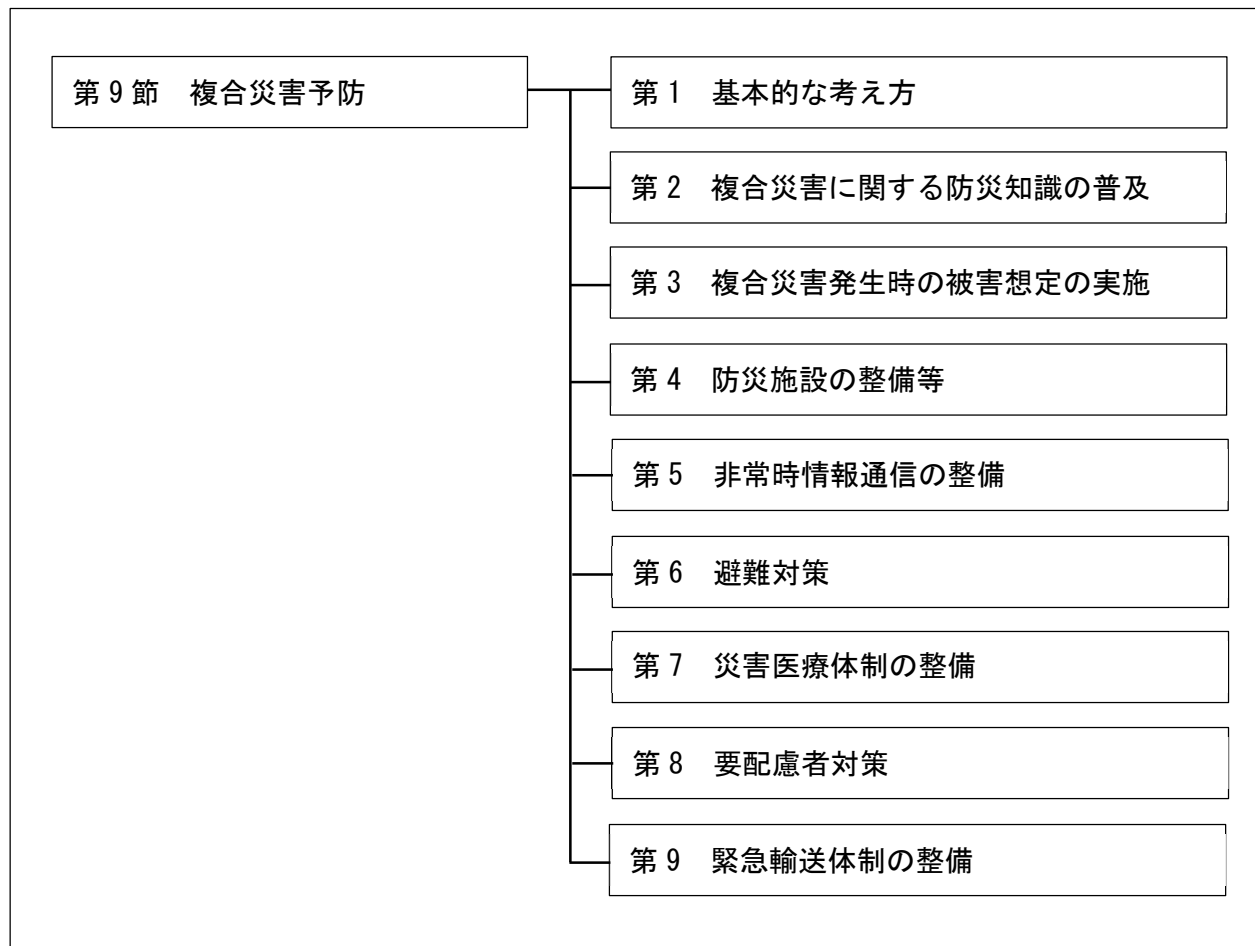 第9節　複合災害予防
第1　基本的な考え方
第2　複合災害に関する防災知識の普及
第3　複合災害発生時の被害想定の実施
第4　防災施設の整備等
第5　非常時情報通信の整備
第6　避難対策
第7　災害医療体制の整備
第8　要配慮者対策
第9　緊急輸送体制の整備